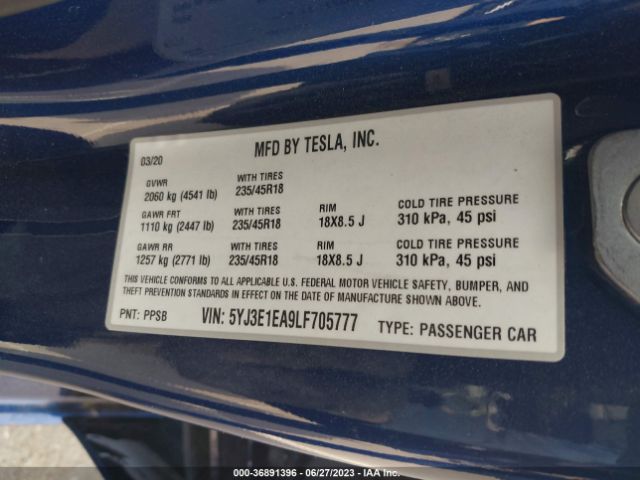 MFD BY TESLA, INC.
03/20
GVWR WITH TIRES
2060 kg (4541 lb) 235/45R18
GAWR FRT WITH TIRES RIM COLD TIRE PRESSURE
1110 kg (2447 lb) 235/45R18 18X8.5 J 310 kPa, 45 psi
GAWR RR WITH TIRES RIM COLD TIRE PRESSURE
1257 kg (2771 lb) 235/45R18 18X8.5 J 310 kPa, 45 psi
THIS VEHICLE CONFORMS TO ALL APPLICABLE U.S. FEDERAL MOTOR VEHICLE SAFETY, BUMPER, AND
THEFT PREVENTION STANDARDS IN EFFECT ON THE DATE OF MANUFACTURE SHOWN ABOVE.
PNT: PPSB VIN: 5YJ3E1EA9LF705777 TYPE: PASSENGER CAR
000-36891396 - 06/27/2023 - IAA Inc.